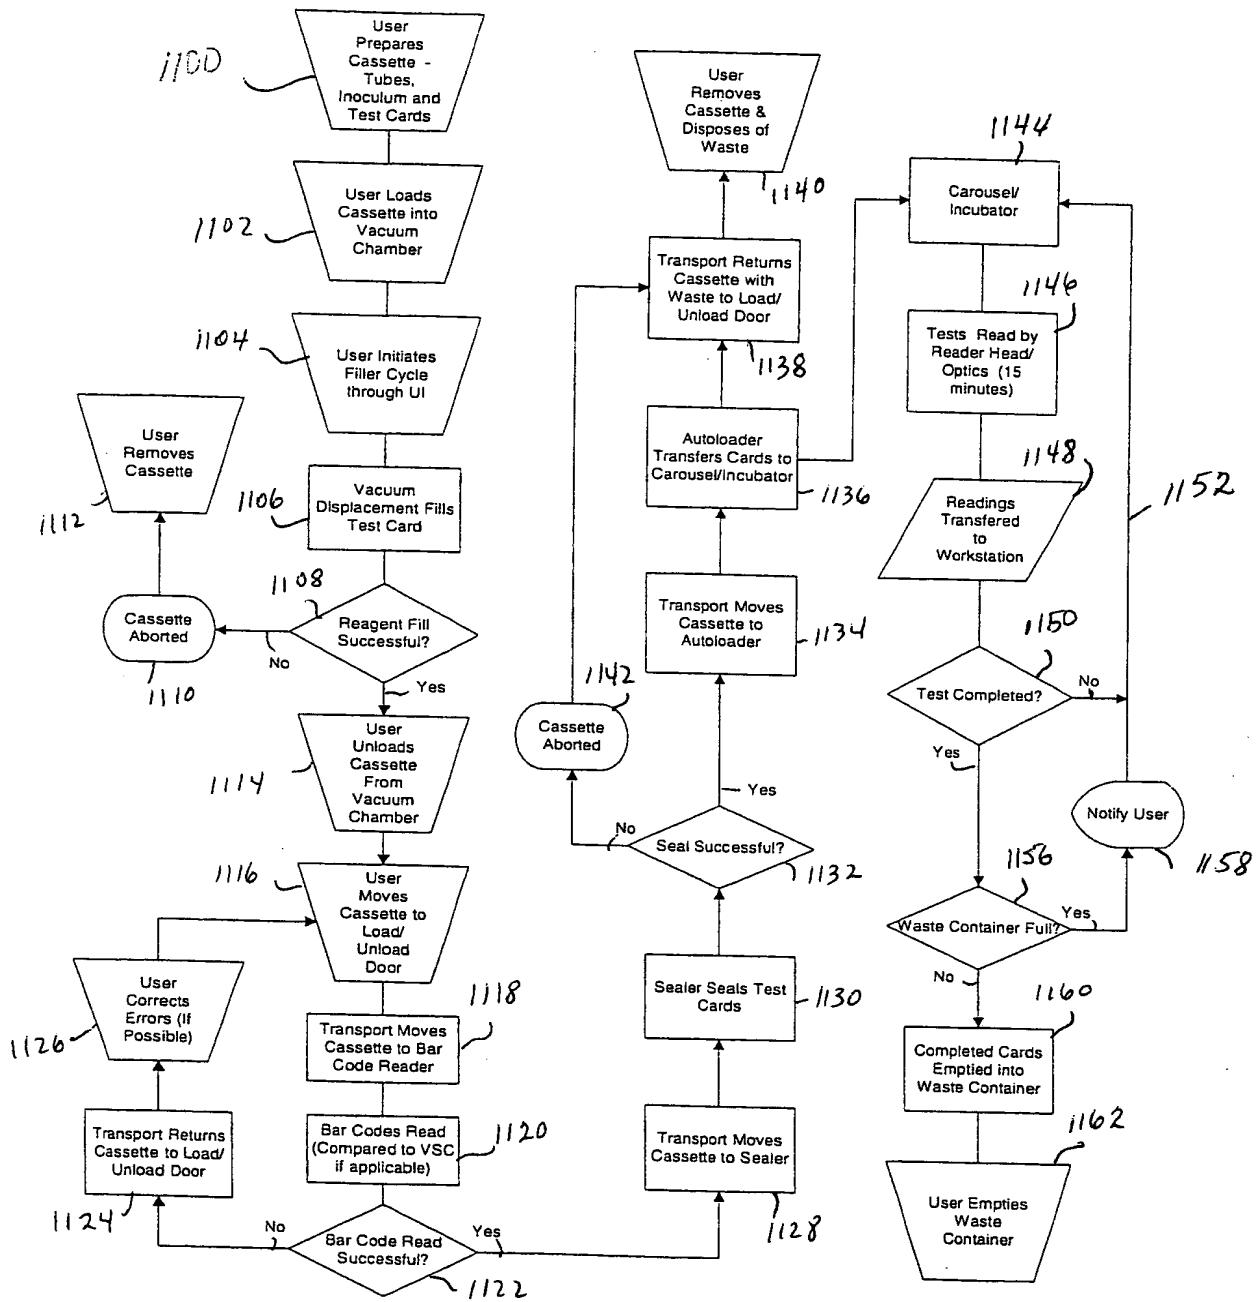 User
Prepares
Cassette -
Tubes,
Inoculum and
Test Cards
1100
User Loads
Cassette into
Vacuum
Chamber
1102
User Initiates
Filler Cycle
through UI
1104
Vacuum
Displacement Fills
Test Card
1106
Reagent Fill
Successful?
1108
No
Yes
Cassette
Aborted
1110
User
Removes
Cassette
1112
User
Unloads
Cassette
From
Vacuum
Chamber
1114
User
Moves
Cassette to
Load/
Unload
Door
1116
Transport Moves
Cassette to Bar
Code Reader
1118
Bar Codes Read
(Compared to VSC
if applicable)
1120
Bar Code Read
Successful?
1122
No
Yes
Transport Returns
Cassette to Load/
Unload Door
1124
User
Corrects
Errors (If
Possible)
1126
Transport Moves
Cassette to Sealer
1128
Sealer Seals Test
Cards
1130
Seal Successful?
1132
No
Yes
Cassette
Aborted
1142
Transport Moves
Cassette to
Autoloader
1134
Autoloader
Transfers Cards to
Carousel/Incubator
1136
Transport Returns
Cassette with
Waste to Load/
Unload Door
1138
User
Removes
Cassette &
Disposes of
Waste
1140
Carousel/
Incubator
1144
Tests Read by
Reader Head/
Optics (15
minutes)
1146
Readings
Transfered
to
Workstation
1148
Test Completed?
1150
No
Yes
1152
Waste Container Full?
1156
Yes
No
Notify User
1158
Completed Cards
Emptied into
Waste Container
1160
User Empties
Waste
Container
1162